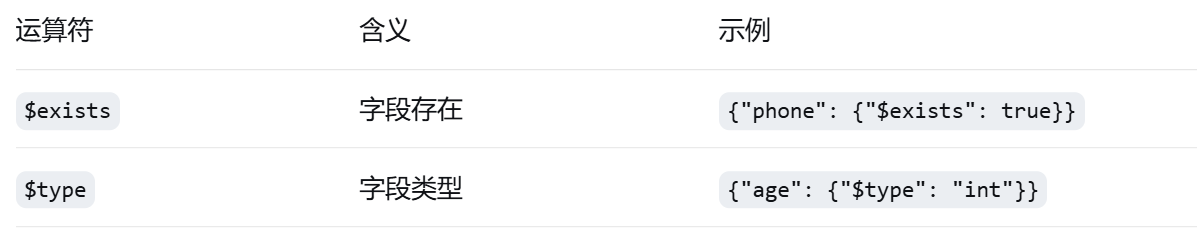 运算符 含义 示例
$exists 字段存在 {"phone": {"$exists": true}}
$type 字段类型 {"age": {"$type": "int"}}